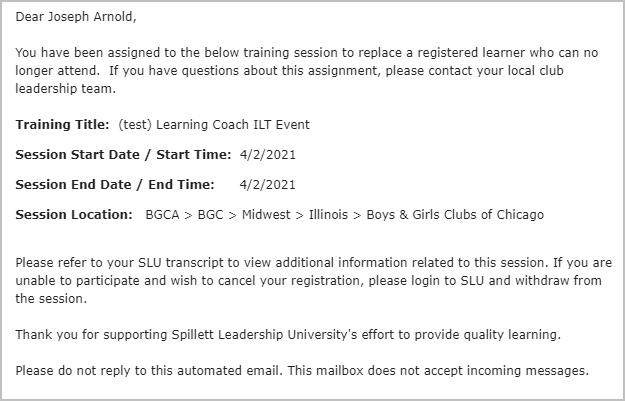 Dear Joseph Arnold,
You have been assigned to the below training session to replace a registered learner who can no
longer attend.  If you have questions about this assignment, please contact your local club
leadership team.
Training Title:  (test) Learning Coach ILT Event
Session Start Date / Start Time:  4/2/2021
Session End Date / End Time:  4/2/2021
Session Location:  BGCA > BGC > Midwest > Illinois > Boys & Girls Clubs of Chicago
Please refer to your SLU transcript to view additional information related to this session. If you are
unable to participate and wish to cancel your registration, please login to SLU and withdraw from
the session.
Thank you for supporting Spillett Leadership University's effort to provide quality learning.
Please do not reply to this automated email. This mailbox does not accept incoming messages.